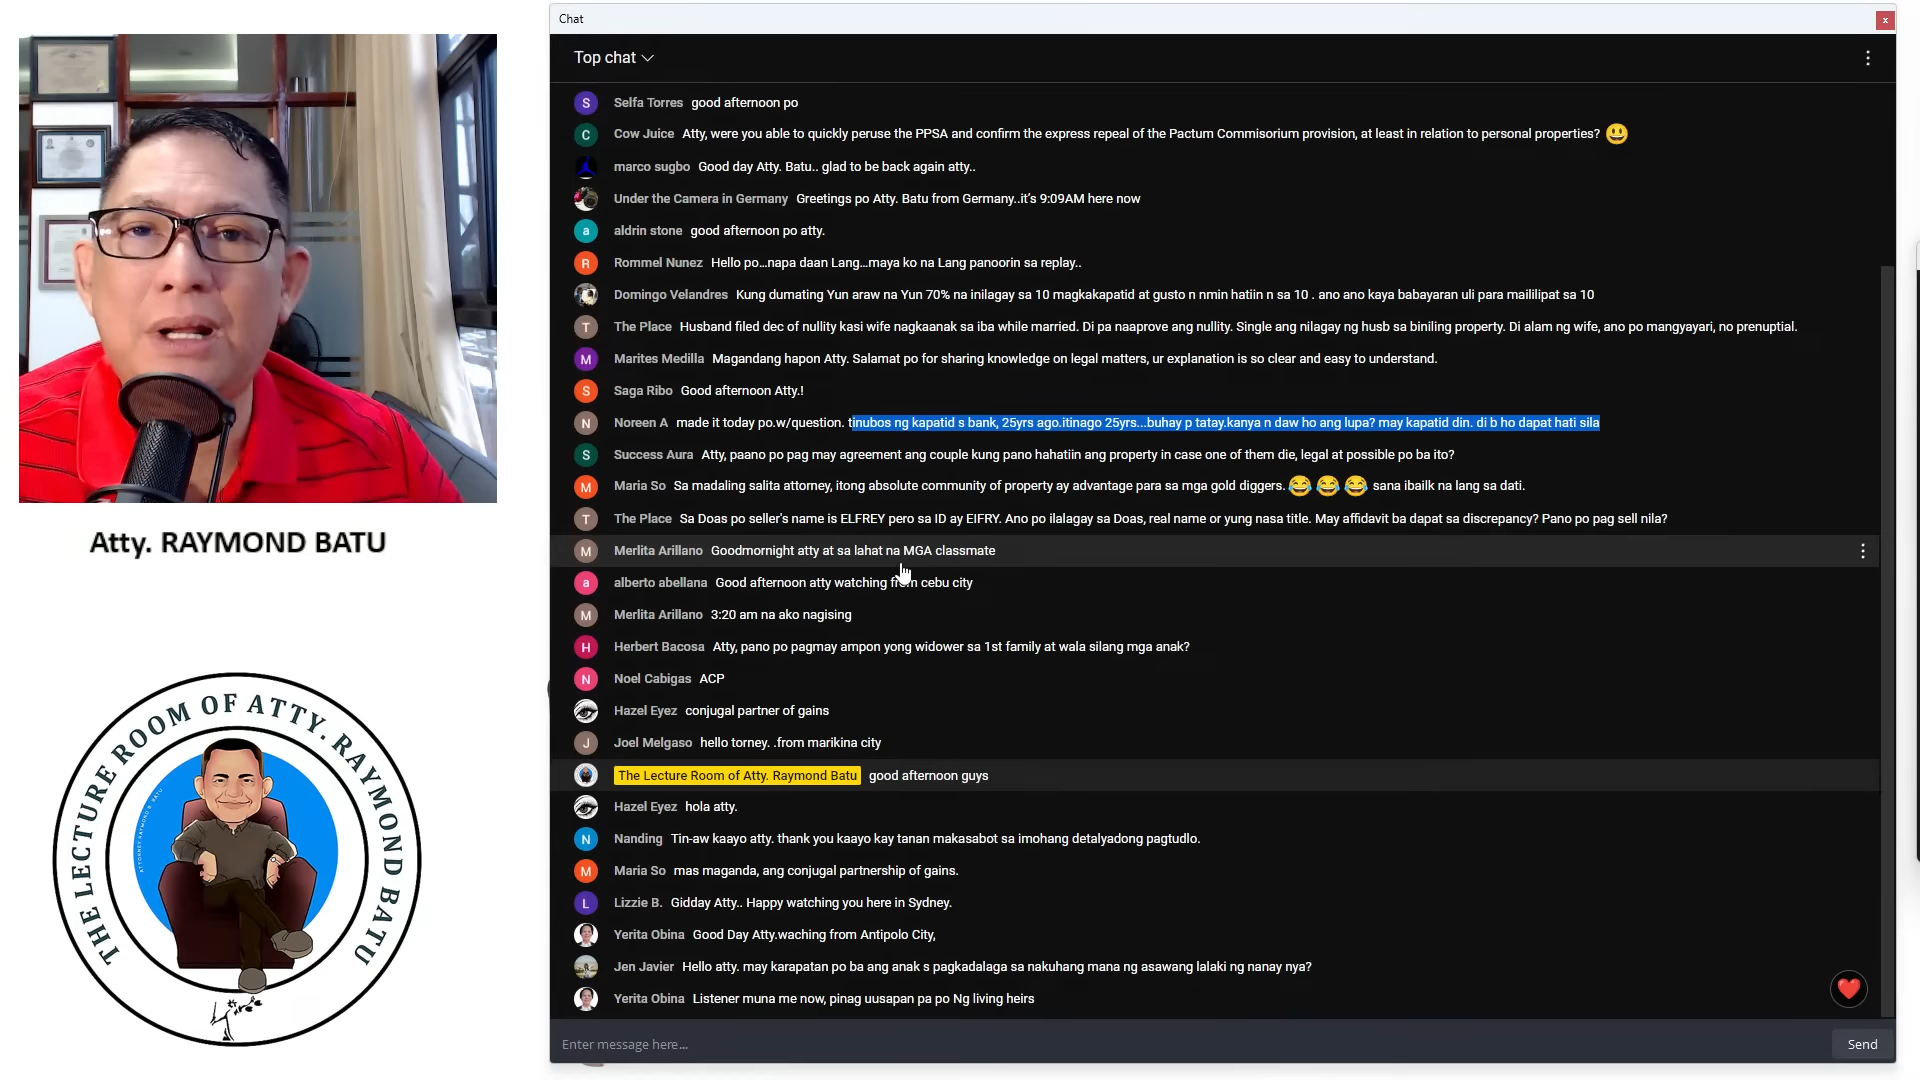 Chat
x
Top chat
S Selfa Torres good afternoon po
C Cow Juice Atty, were you able to quickly peruse the PPSA and confirm the express repeal of the Pactum Commisorium provision, at least in relation to personal properties? 😃
marco sugbo Good day Atty. Batu.. glad to be back again atty..
Under the Camera in Germany Greetings po Atty. Batu from Germany..it's 9:09AM here now
a aldrin stone good afternoon po atty.
R Rommel Nunez Hello po...napa daan Lang...maya ko na Lang panoorin sa replay..
Domingo Velandres Kung dumating Yun araw na Yun 70% na inilagay sa 10 magkakapatid at gusto n nmin hatiin n sa 10 . ano ano kaya babayaran uli para maililipat sa 10
T The Place Husband filed dec of nullity kasi wife nagkaanak sa iba while married. Di pa naaprove ang nullity. Single ang nilagay ng husb sa biniling property. Di alam ng wife, ano po mangyayari, no prenuptial.
M Marites Medilla Magandang hapon Atty. Salamat po for sharing knowledge on legal matters, ur explanation is so clear and easy to understand.
S Saga Ribo Good afternoon Atty.!
N Noreen A made it today po.w/question. tinubos ng kapatid s bank, 25yrs ago.itinago 25yrs...buhay p tatay.kanya n daw ho ang lupa? may kapatid din. di b ho dapat hati sila
S Success Aura Atty, paano po pag may agreement ang couple kung pano hahatiin ang property in case one of them die, legal at possible po ba ito?
M Maria So Sa madaling salita attorney, itong absolute community of property ay advantage para sa mga gold diggers. 😂 😂 😂 sana ibailk na lang sa dati.
T The Place Sa Doas po seller's name is ELFREY pero sa ID ay EIFRY. Ano po ilalagay sa Doas, real name or yung nasa title. May affidavit ba dapat sa discrepancy? Pano po pag sell nila?
M Merlita Arillano Goodmornight atty at sa lahat na MGA classmate
a alberto abellana Good afternoon atty watching from cebu city
M Merlita Arillano 3:20 am na ako nagising
H Herbert Bacosa Atty, pano po pagmay ampon yong widower sa 1st family at wala silang mga anak?
N Noel Cabigas ACP
Hazel Eyez conjugal partner of gains
J Joel Melgaso hello torney. .from marikina city
The Lecture Room of Atty. Raymond Batu good afternoon guys
Hazel Eyez hola atty.
N Nanding Tin-aw kaayo atty. thank you kaayo kay tanan makasabot sa imohang detalyadong pagtudlo.
M Maria So mas maganda, ang conjugal partnership of gains.
L Lizzie B. Gidday Atty.. Happy watching you here in Sydney.
Yerita Obina Good Day Atty.waching from Antipolo City,
Jen Javier Hello atty. may karapatan po ba ang anak s pagkadalaga sa nakuhang mana ng asawang lalaki ng nanay nya?
Yerita Obina Listener muna me now, pinag uusapan pa po Ng living heirs
Enter message here...
Send
Atty. RAYMOND BATU
THE LECTURE ROOM OF ATTY. RAYMOND BATU